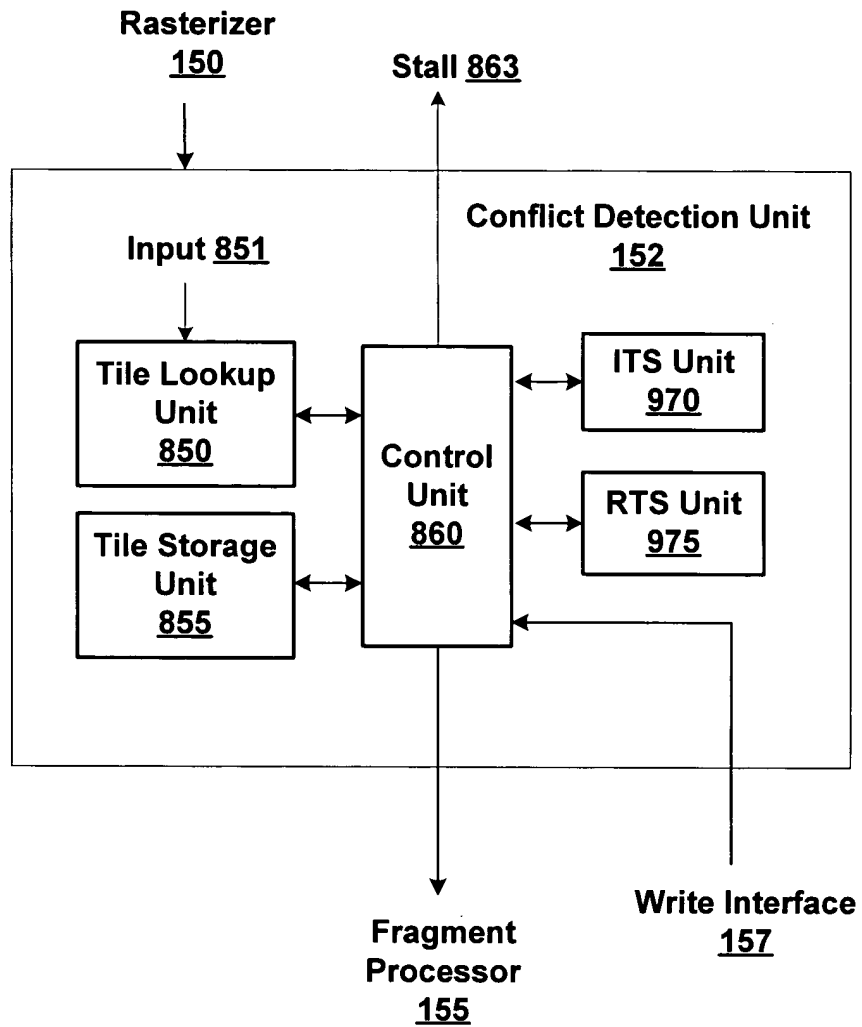 Rasterizer
150
Stall 863
Conflict Detection Unit
152
Input 851
Tile Lookup
Unit
850
Tile Storage
Unit
855
Control
Unit
860
ITS Unit
970
RTS Unit
975
Fragment
Processor
155
Write Interface
157